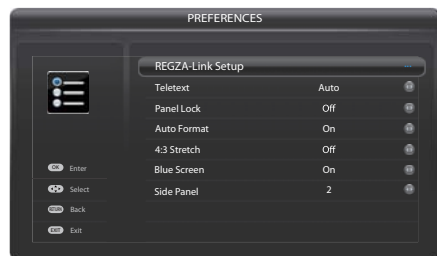 PREFERENCES
REGZA-Link Setup
Teletext Auto
Panel Lock Off
Auto Format On
4:3 Stretch Off
Blue Screen On
Side Panel 2
OK Enter
Select
RETURN Back
EXIT Exit